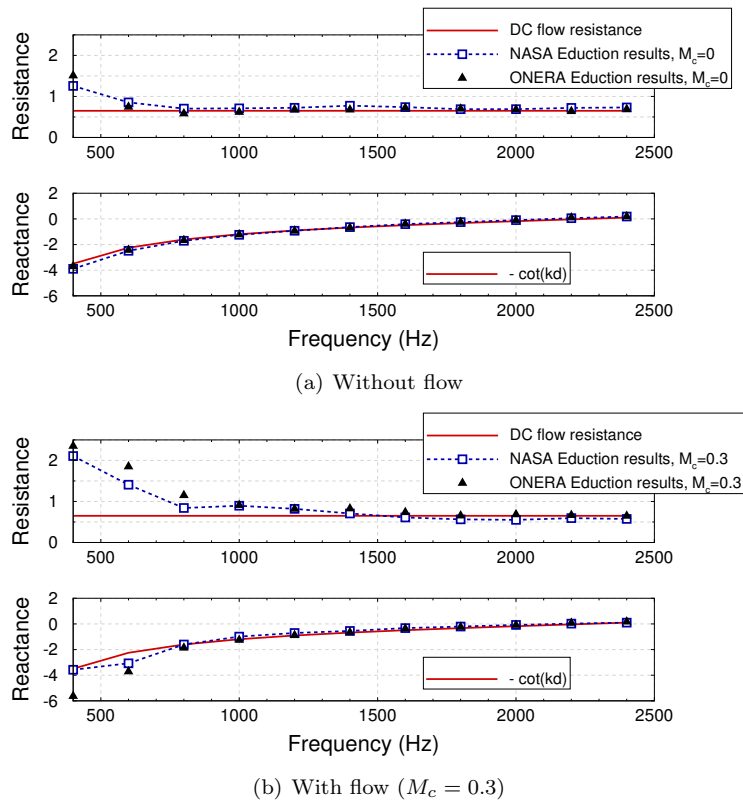 DC flow resistance
NASA Eduction results, M_c=0
ONERA Eduction results, M_c=0
Resistance
2
1
0
500 1000 1500 2000 2500
Reactance
2
0
-2
-4
-6
- cot(kd)
500 1000 1500 2000 2500
Frequency (Hz)
(a) Without flow
DC flow resistance
NASA Eduction results, M_c=0.3
ONERA Eduction results, M_c=0.3
Resistance
2
1
0
500 1000 1500 2000 2500
Reactance
2
0
-2
-4
-6
- cot(kd)
500 1000 1500 2000 2500
Frequency (Hz)
(b) With flow (M_c = 0.3)